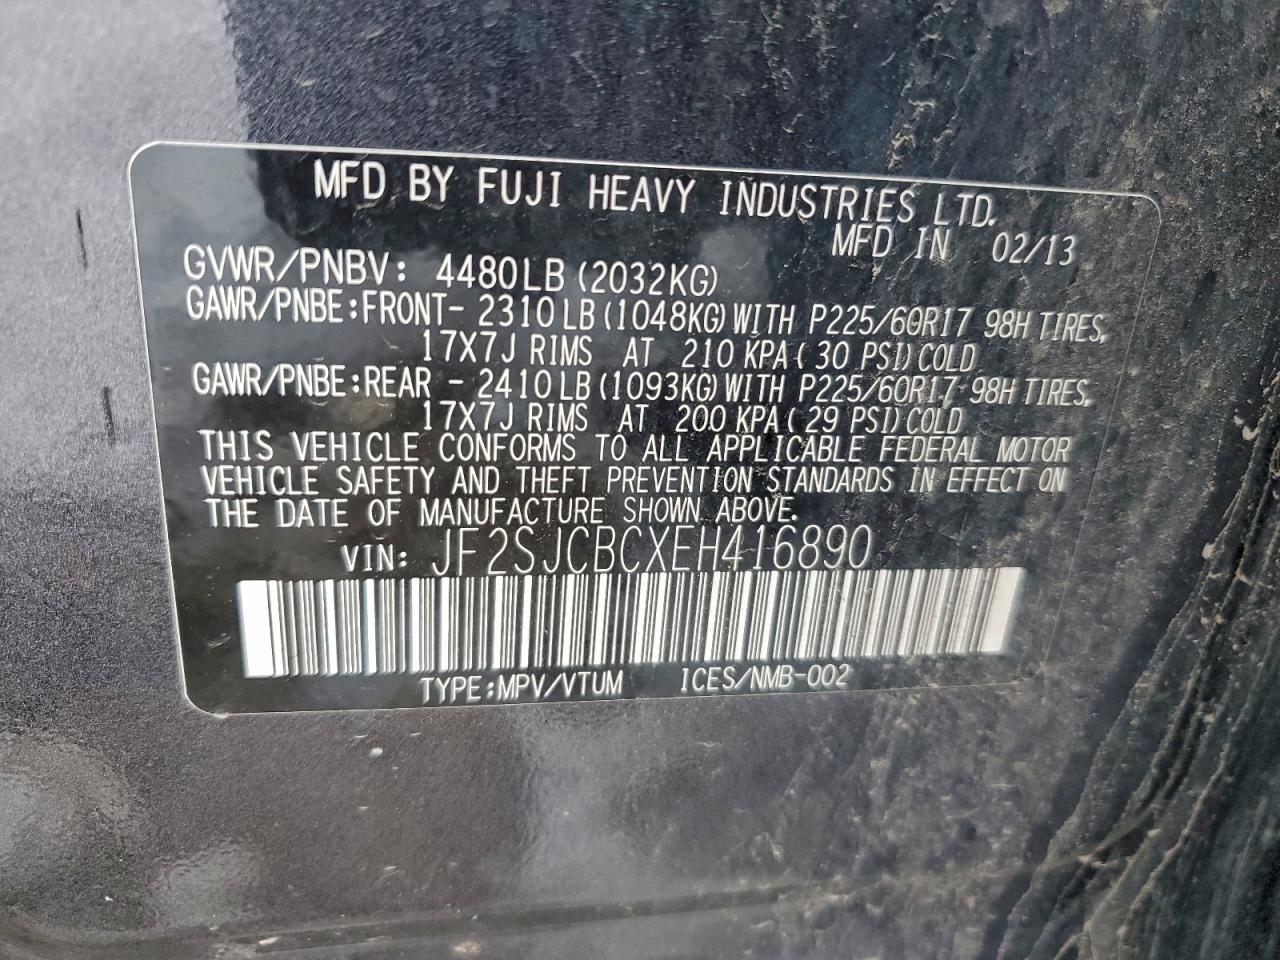 MFD BY FUJI HEAVY INDUSTRIES LTD.
MFD IN 02/13
GVWR/PNBV: 4480LB (2032KG)
GAWR/PNBE:FRONT- 2310LB (1048KG) WITH P225/60R17 98H TIRES,
17X7J RIMS AT 210 KPA( 30 PSI)COLD
GAWR/PNBE:REAR - 2410LB (1093KG) WITH P225/60R17 98H TIRES,
17X7J RIMS AT 200 KPA(29 PSI)COLD
THIS VEHICLE CONFORMS TO ALL APPLICABLE FEDERAL MOTOR
VEHICLE SAFETY AND THEFT PREVENTION STANDARDS IN EFFECT ON
THE DATE OF MANUFACTURE SHOWN ABOVE.
VIN: JF2SJCBCXEH416890
TYPE:MPV/VTUM ICES/NMB-002